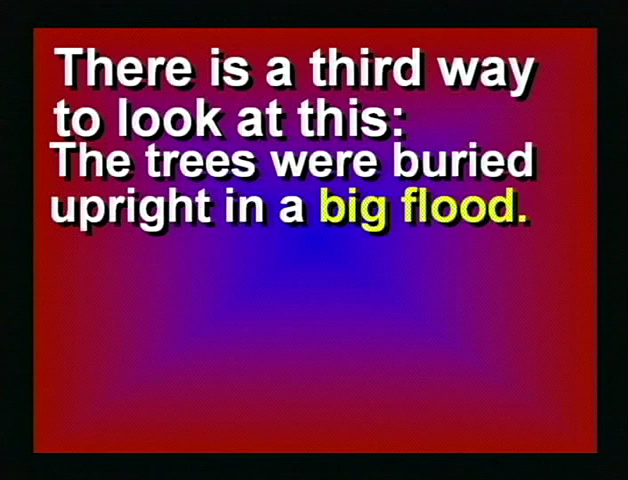 There is a third way
to look at this:
The trees were buried
upright in a big flood.